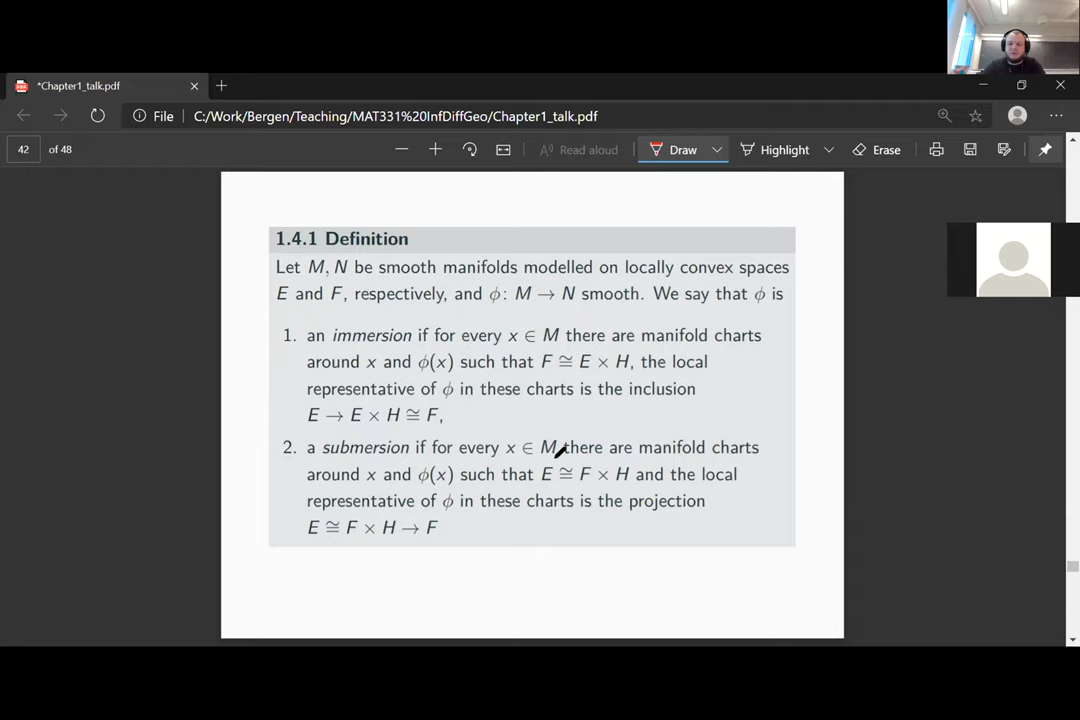 *Chapter1_talk.pdf
File C:/Work/Bergen/Teaching/MAT331%20InfDiffGeo/Chapter1_talk.pdf
42 of 48 Read aloud Draw Highlight Erase
1.4.1 Definition
Let M, N be smooth manifolds modelled on locally convex spaces
E and F, respectively, and ϕ: M → N smooth. We say that ϕ is
1. an immersion if for every x ∈ M there are manifold charts
around x and ϕ(x) such that F ≅ E × H, the local
representative of ϕ in these charts is the inclusion
E → E × H ≅ F,
2. a submersion if for every x ∈ M there are manifold charts
around x and ϕ(x) such that E ≅ F × H and the local
representative of ϕ in these charts is the projection
E ≅ F × H → F